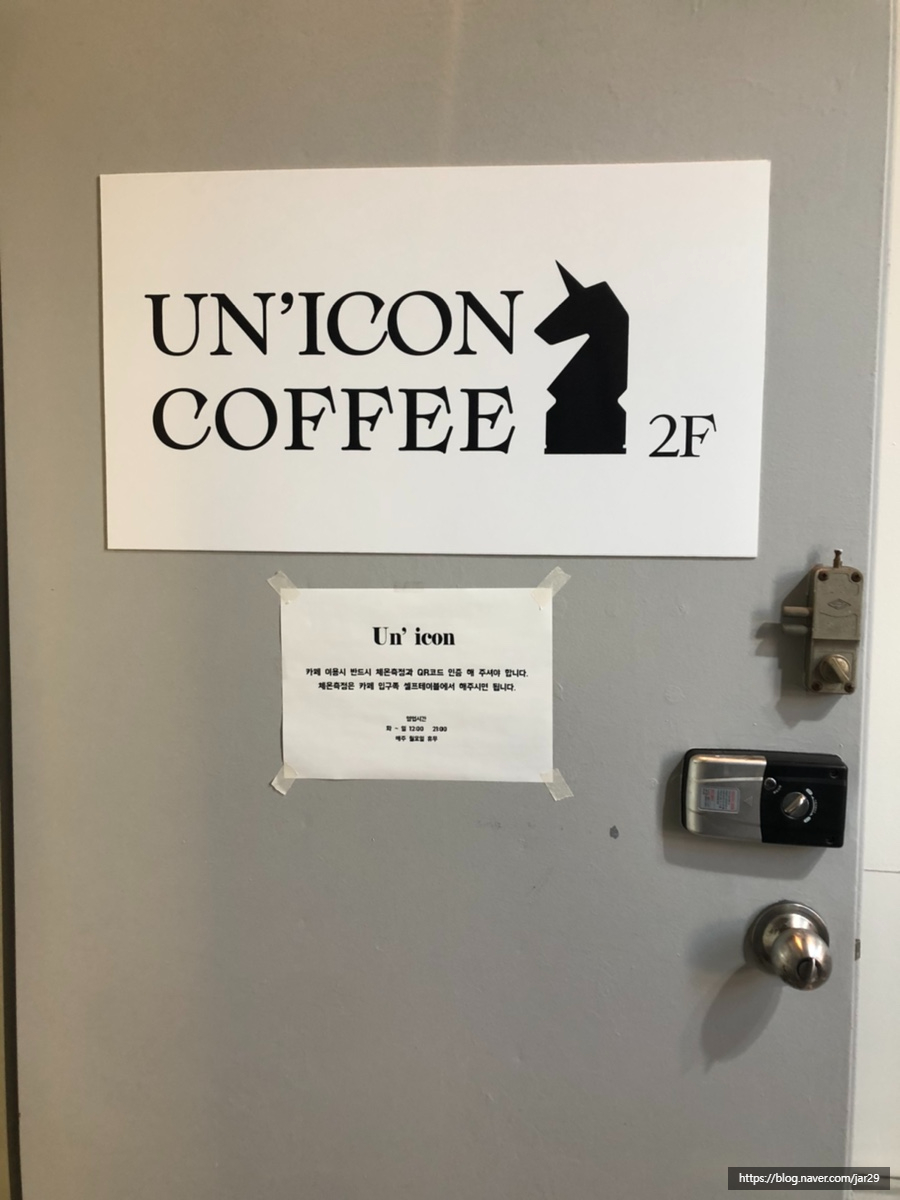 UN'ICON
COFFEE
2F
Un' icon
카페 이용시 반드시 체온측정과 QR코드 인증 해 주셔야 합니다.
체온측정은 카페 입구쪽 셀프테이블에서 해주시면 됩니다.
영업시간
화 ~ 일 13:00 21:00
매주 월요일 휴무
https://blog.naver.com/jar29